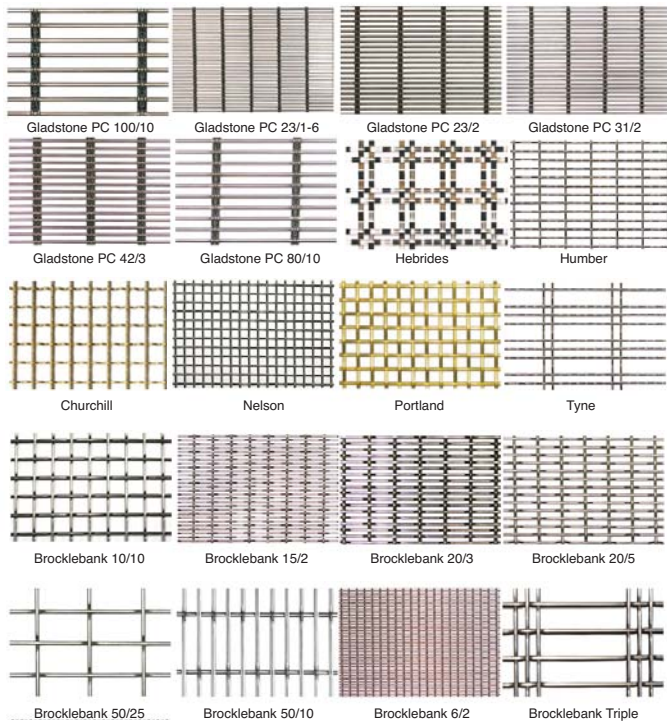 Gladstone PC 100/10
Gladstone PC 23/1-6
Gladstone PC 23/2
Gladstone PC 31/2
Gladstone PC 42/3
Gladstone PC 80/10
Hebrides
Humber
Churchill
Nelson
Portland
Tyne
Brocklebank 10/10
Brocklebank 15/2
Brocklebank 20/3
Brocklebank 20/5
Brocklebank 50/25
Brocklebank 50/10
Brocklebank 6/2
Brocklebank Triple